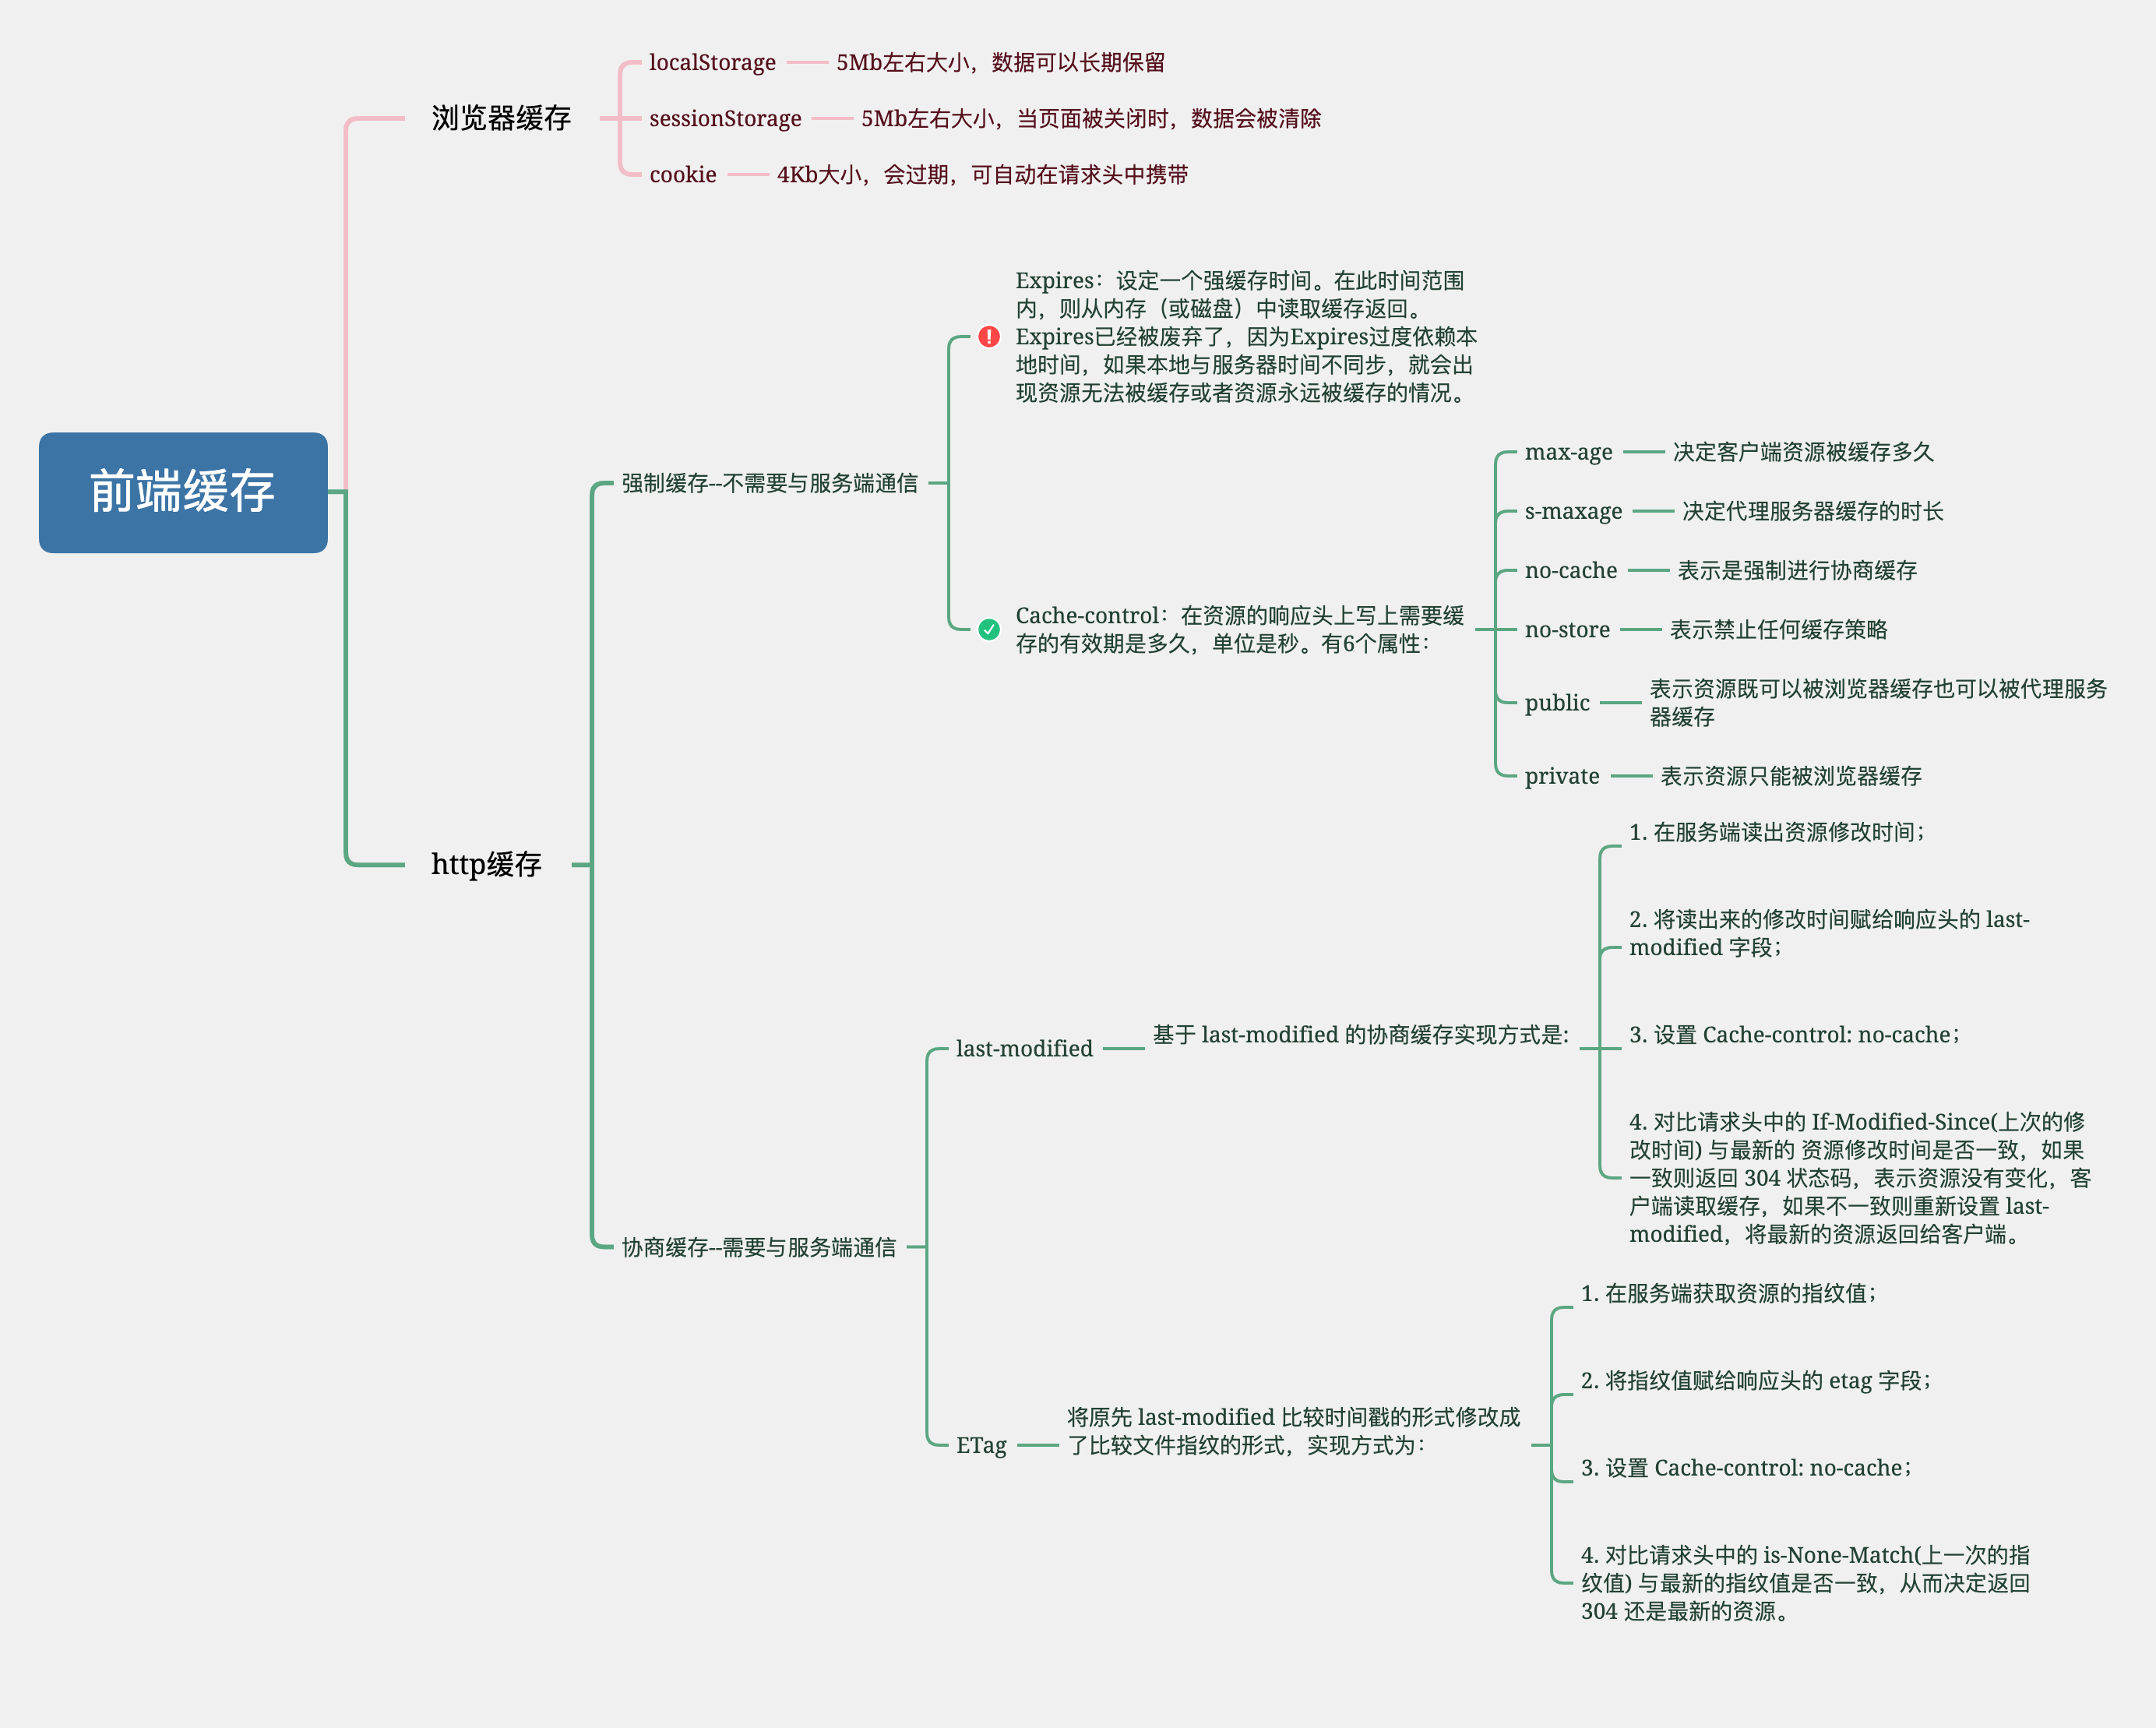 前端缓存
浏览器缓存
localStorage
5Mb左右大小，数据可以长期保留
sessionStorage
5Mb左右大小，当页面被关闭时，数据会被清除
cookie
4Kb大小，会过期，可自动在请求头中携带
http缓存
强制缓存--不需要与服务端通信
Expires：设定一个强缓存时间。在此时间范围
内，则从内存（或磁盘）中读取缓存返回。
Expires已经被废弃了，因为Expires过度依赖本
地时间，如果本地与服务器时间不同步，就会出
现资源无法被缓存或者资源永远被缓存的情况。
Cache-control：在资源的响应头上写上需要缓
存的有效期是多久，单位是秒。有6个属性：
max-age
决定客户端资源被缓存多久
s-maxage
决定代理服务器缓存的时长
no-cache
表示是强制进行协商缓存
no-store
表示禁止任何缓存策略
public
表示资源既可以被浏览器缓存也可以被代理服务
器缓存
private
表示资源只能被浏览器缓存
协商缓存--需要与服务端通信
last-modified
基于 last-modified 的协商缓存实现方式是:
1. 在服务端读出资源修改时间；
2. 将读出来的修改时间赋给响应头的 last-
modified 字段；
3. 设置 Cache-control: no-cache；
4. 对比请求头中的 If-Modified-Since(上次的修
改时间) 与最新的 资源修改时间是否一致，如果
一致则返回 304 状态码，表示资源没有变化，客
户端读取缓存，如果不一致则重新设置 last-
modified，将最新的资源返回给客户端。
ETag
将原先 last-modified 比较时间戳的形式修改成
了比较文件指纹的形式，实现方式为：
1. 在服务端获取资源的指纹值；
2. 将指纹值赋给响应头的 etag 字段；
3. 设置 Cache-control: no-cache；
4. 对比请求头中的 is-None-Match(上一次的指
纹值) 与最新的指纹值是否一致，从而决定返回
304 还是最新的资源。